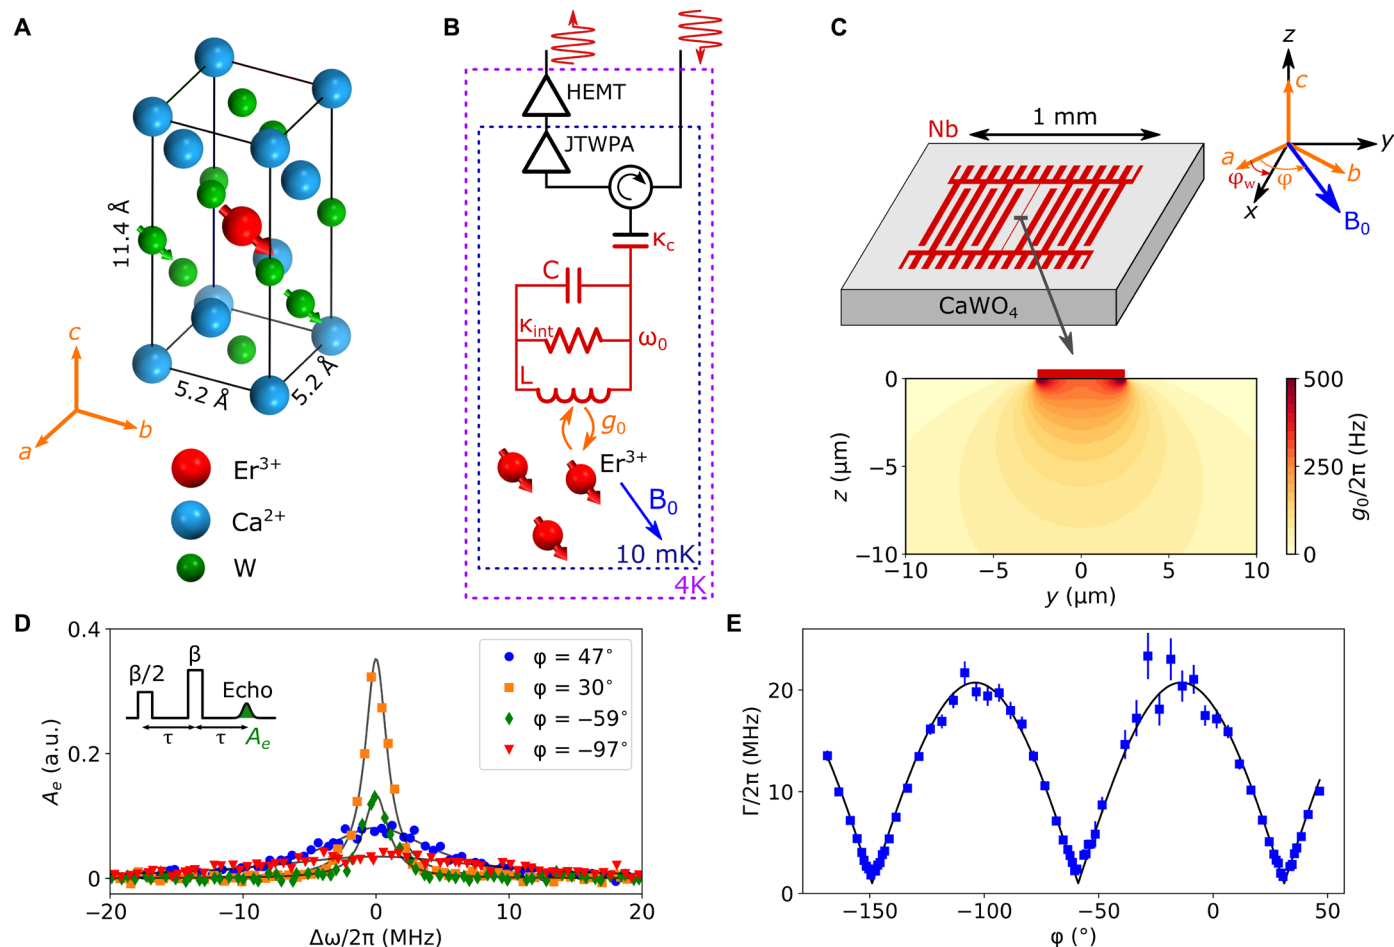 A
11.4 Å
5.2 Å
5.2 Å
c
a
b
Er³⁺
Ca²⁺
W
B
HEMT
JTWPA
κc
C
κint
ω₀
L
g₀
Er³⁺
B₀
10 mK
4K
C
z
c
Nb
1 mm
y
a
φw
φ
b
x
B₀
CaWO₄
0
−5
−10
z (µm)
−10
−5
0
5
10
y (µm)
500
250
0
g₀/2π (Hz)
D
0.4
0.2
0
Aₑ (a.u.)
β/2
β
Echo
τ
τ
Aₑ
φ = 47°
φ = 30°
φ = −59°
φ = −97°
−20
−10
0
10
20
Δω/2π (MHz)
E
20
10
0
Γ/2π (MHz)
−150
−100
−50
0
50
φ (°)